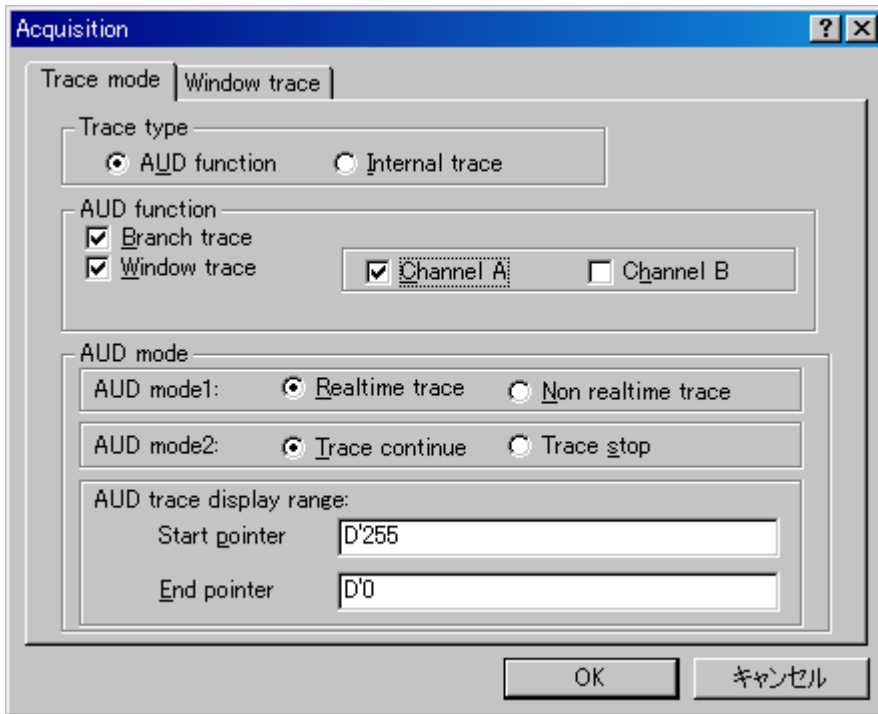 Acquisition
Trace mode Window trace
Trace type
AUD function Internal trace
AUD function
Branch trace
Window trace Channel A Channel B
AUD mode
AUD mode1: Realtime trace Non realtime trace
AUD mode2: Trace continue Trace stop
AUD trace display range:
Start pointer D'255
End pointer D'0
OK キャンセル